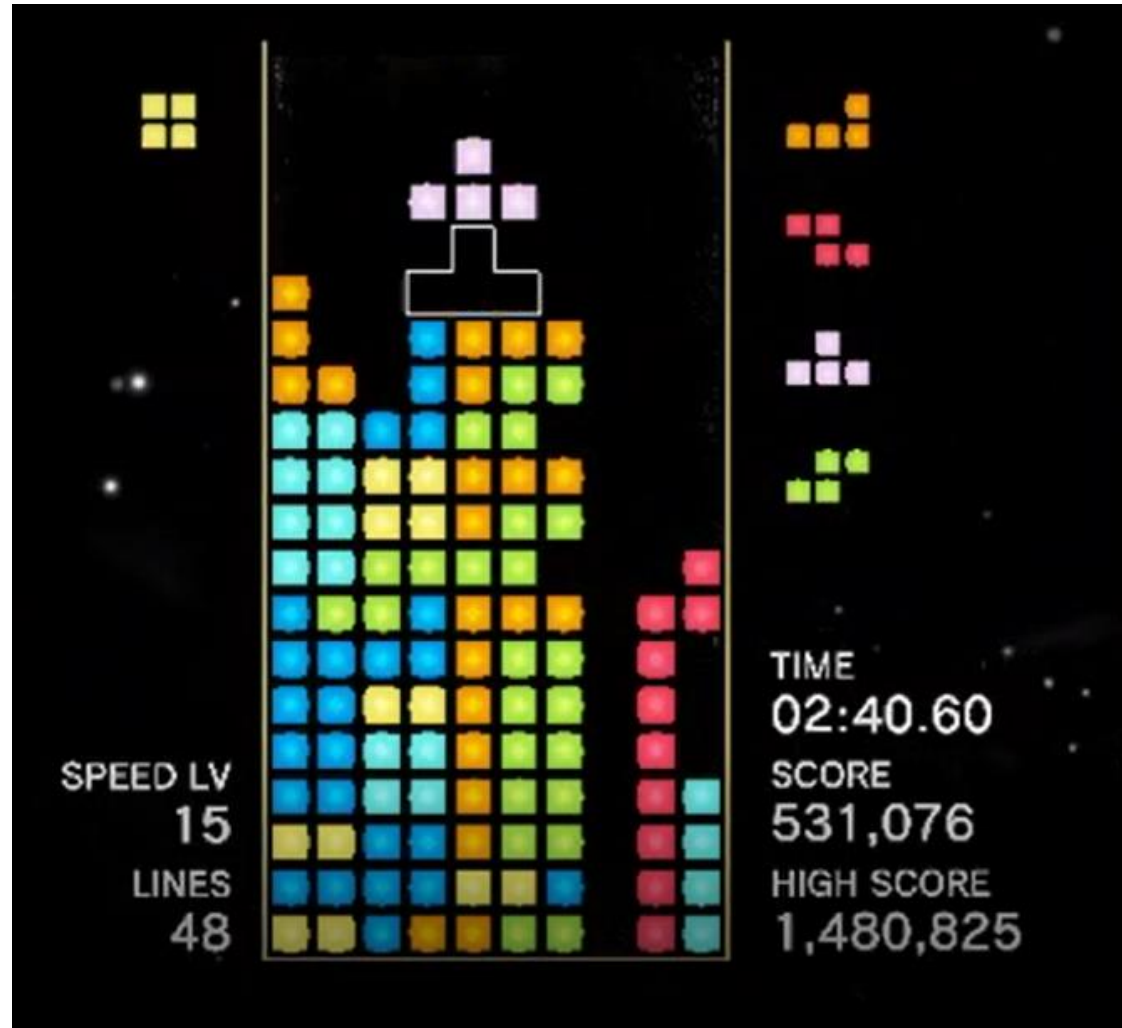 SPEED LV
15
LINES
48
TIME
02:40.60
SCORE
531,076
HIGH SCORE
1,480,825